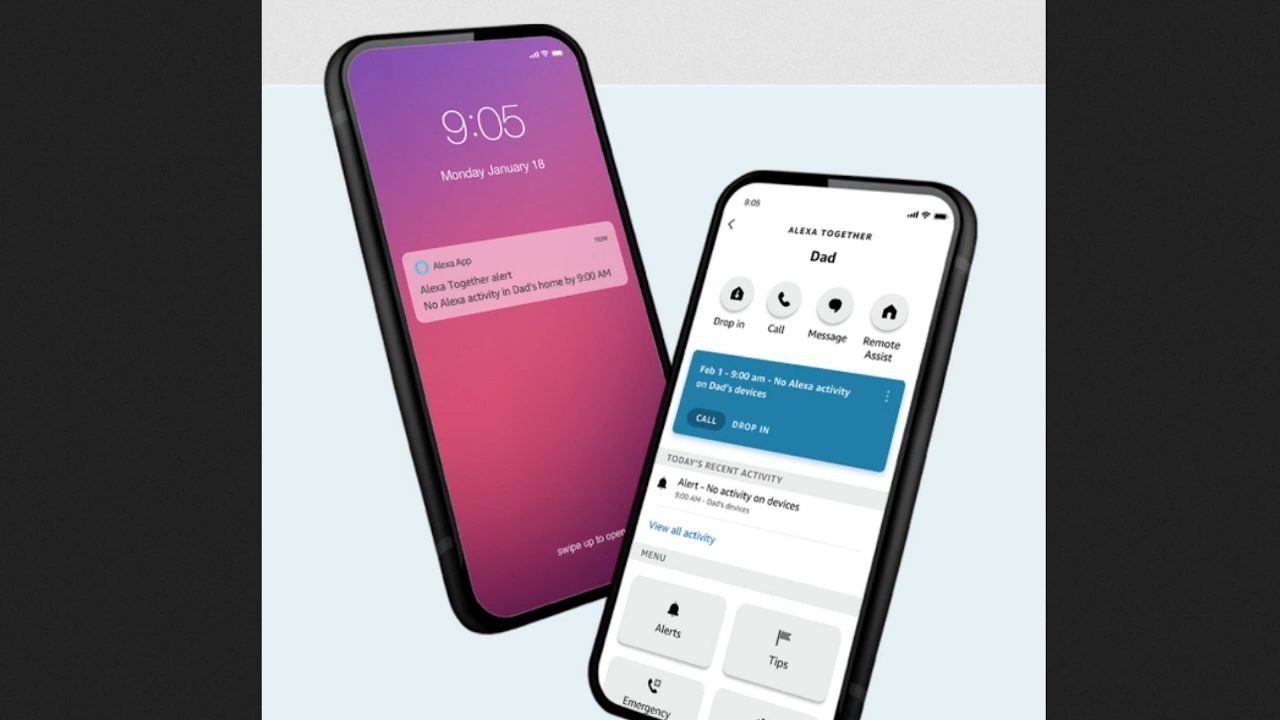 9:05
Monday January 18
now
Alexa App
Alexa Together alert
No Alexa activity in Dad's home by 9:00 AM
swipe up to open
9:05
ALEXA TOGETHER
Dad
Drop in
Call
Message
Remote
Assist
Feb 1 - 9:00 am - No Alexa activity
on Dad's devices
CALL
DROP IN
TODAY'S RECENT ACTIVITY
Alert - No activity on devices
9:00 AM - Dad's devices
View all activity
MENU
Alerts
Tips
Emergency